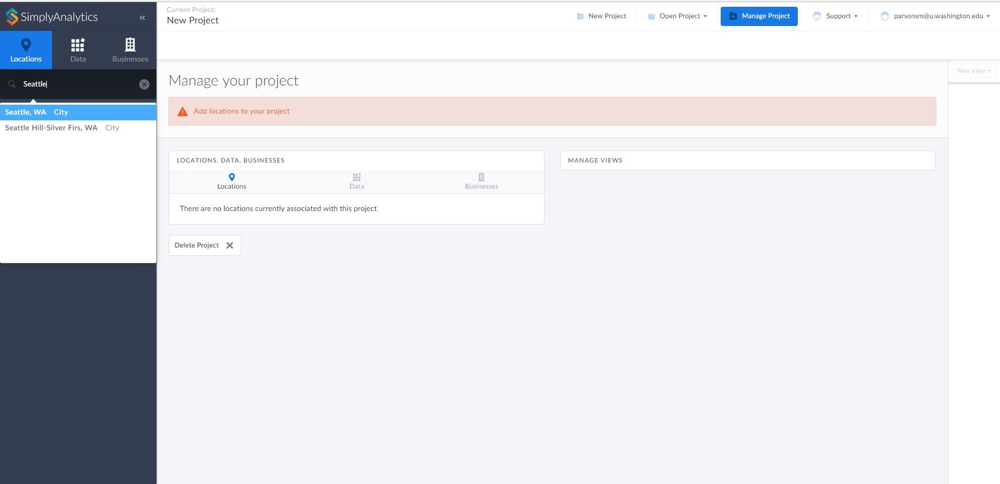 SimplyAnalytics
«
Current Project:
New Project
New Project
Open Project
Manage Project
Support
parsonsm@u.washington.edu
Locations
Data
Businesses
Seattle
Seattle, WA City
Seattle Hill-Silver Firs, WA City
New View +
Manage your project
Add locations to your project
LOCATIONS, DATA, BUSINESSES
Locations
Data
Businesses
There are no locations currently associated with this project
Delete Project
MANAGE VIEWS